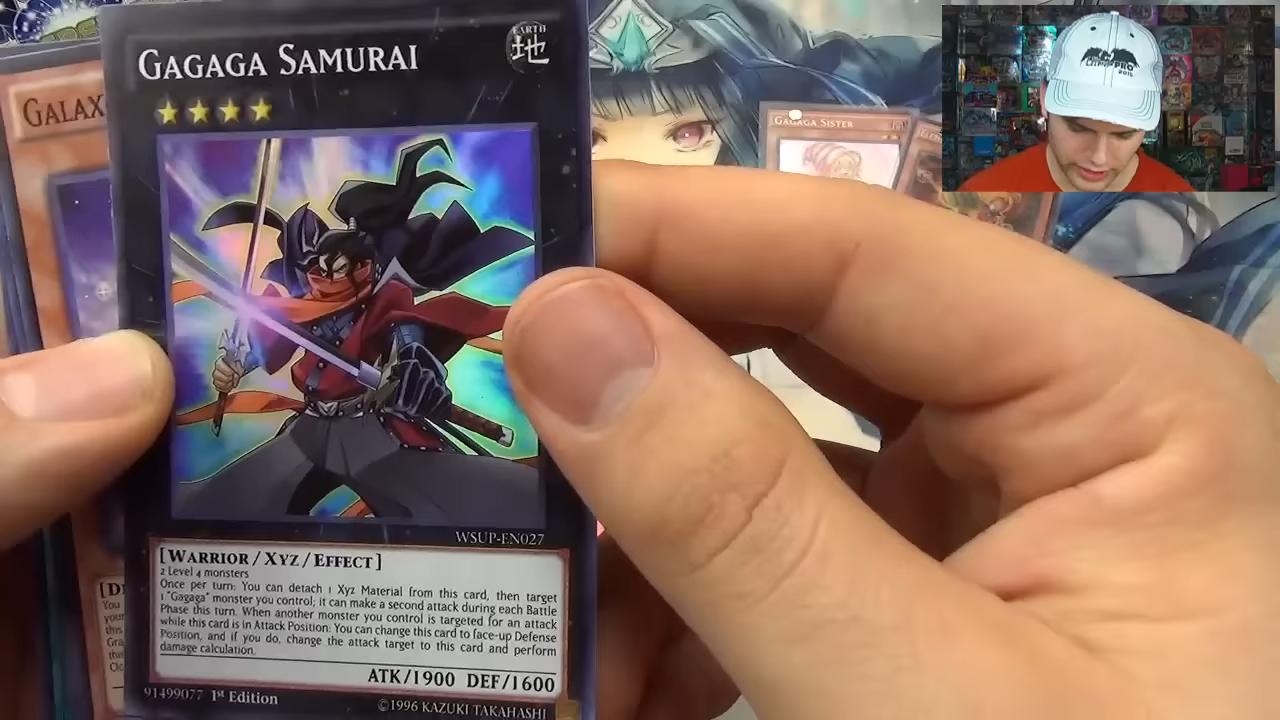 GAGAGA SAMURAI
EARTH
地
GALAX
GAGAGA SISTER
PRO
2015
WSUP-EN027
[WARRIOR / XYZ / EFFECT]
2 Level 4 monsters
Once per turn: You can detach 1 Xyz Material from this card, then target
1 "Gagaga" monster you control; it can make a second attack during each Battle
Phase this turn. When another monster you control is targeted for an attack
while this card is in Attack Position: You can change this card to face-up Defense
Position, and if you do, change the attack target to this card and perform
damage calculation.
ATK/1900 DEF/1600
91499077 1st Edition
©1996 KAZUKI TAKAHASHI